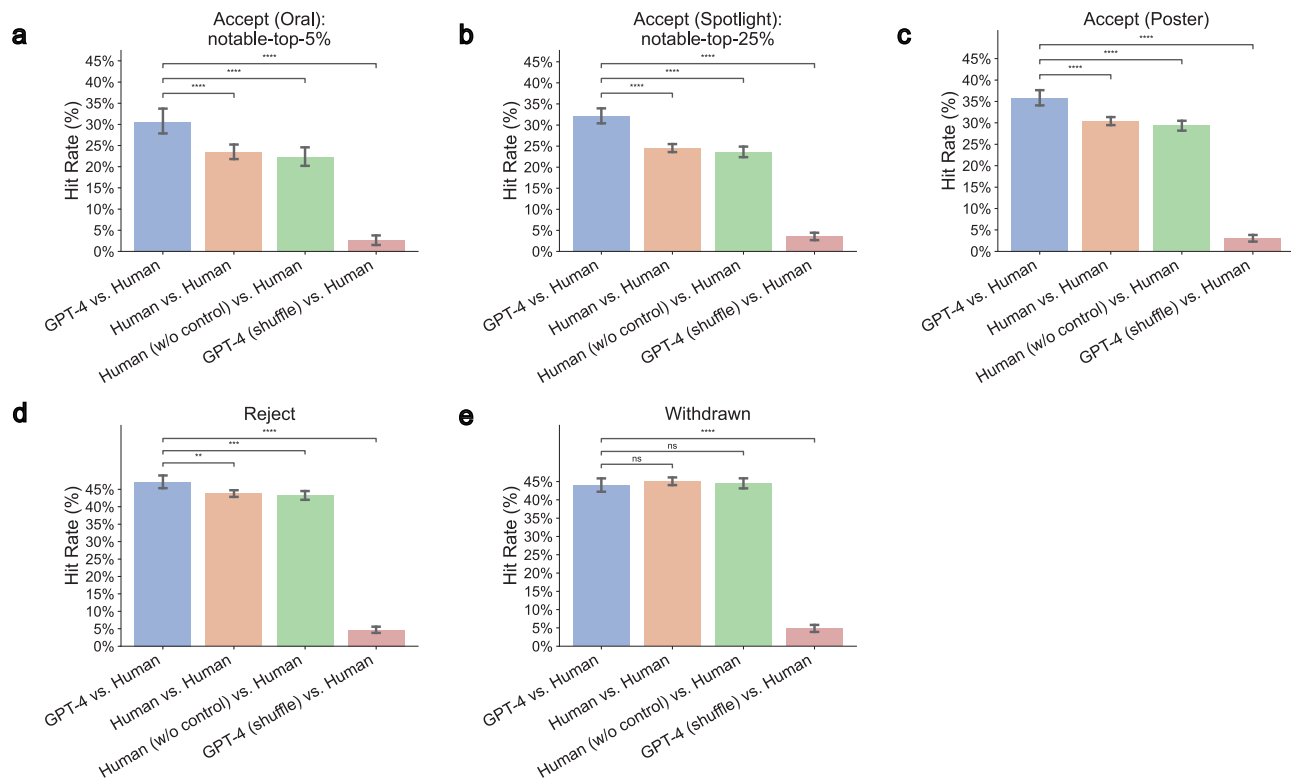 a
Accept (Oral):
notable-top-5%
****
****
****
Hit Rate (%)
45%
40%
35%
30%
25%
20%
15%
10%
5%
0%
GPT-4 vs. Human
Human vs. Human
Human (w/o control) vs. Human
GPT-4 (shuffle) vs. Human
b
Accept (Spotlight):
notable-top-25%
****
****
****
Hit Rate (%)
45%
40%
35%
30%
25%
20%
15%
10%
5%
0%
GPT-4 vs. Human
Human vs. Human
Human (w/o control) vs. Human
GPT-4 (shuffle) vs. Human
c
Accept (Poster)
****
****
****
Hit Rate (%)
45%
40%
35%
30%
25%
20%
15%
10%
5%
0%
GPT-4 vs. Human
Human vs. Human
Human (w/o control) vs. Human
GPT-4 (shuffle) vs. Human
d
Reject
****
***
**
Hit Rate (%)
45%
40%
35%
30%
25%
20%
15%
10%
5%
0%
GPT-4 vs. Human
Human vs. Human
Human (w/o control) vs. Human
GPT-4 (shuffle) vs. Human
e
Withdrawn
****
ns
ns
Hit Rate (%)
45%
40%
35%
30%
25%
20%
15%
10%
5%
0%
GPT-4 vs. Human
Human vs. Human
Human (w/o control) vs. Human
GPT-4 (shuffle) vs. Human